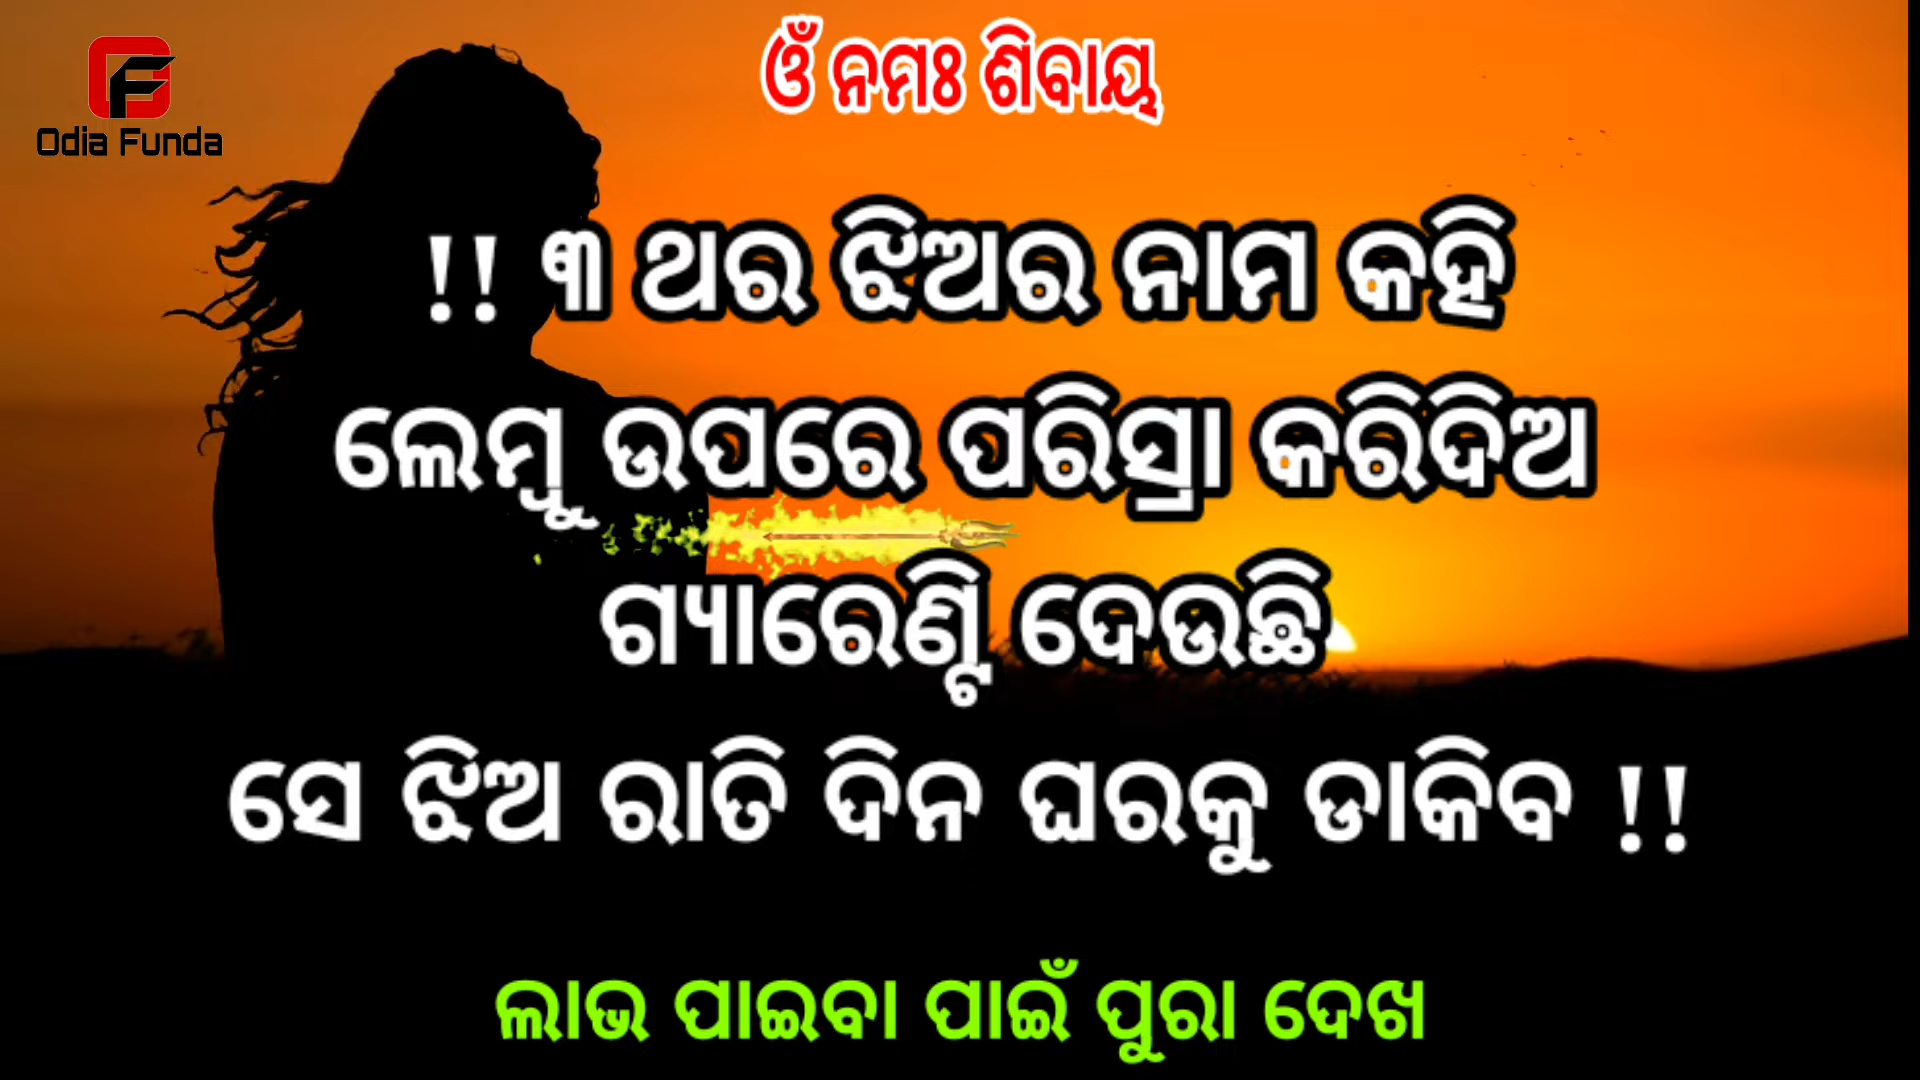 Odia Funda
ଓଁ ନମଃ ଶିବାୟ
!! ୩ ଥର ଝିଅର ନାମ କହି
ଲେମ୍ବୁ ଉପରେ ପରିସ୍ରା କରିଦିଅ
ଗ୍ୟାରେଣ୍ଟି ଦେଉଛି
ସେ ଝିଅ ରାତି ଦିନ ଘରକୁ ଡାକିବ !!
ଲାଭ ପାଇବା ପାଇଁ ପୁରା ଦେଖ